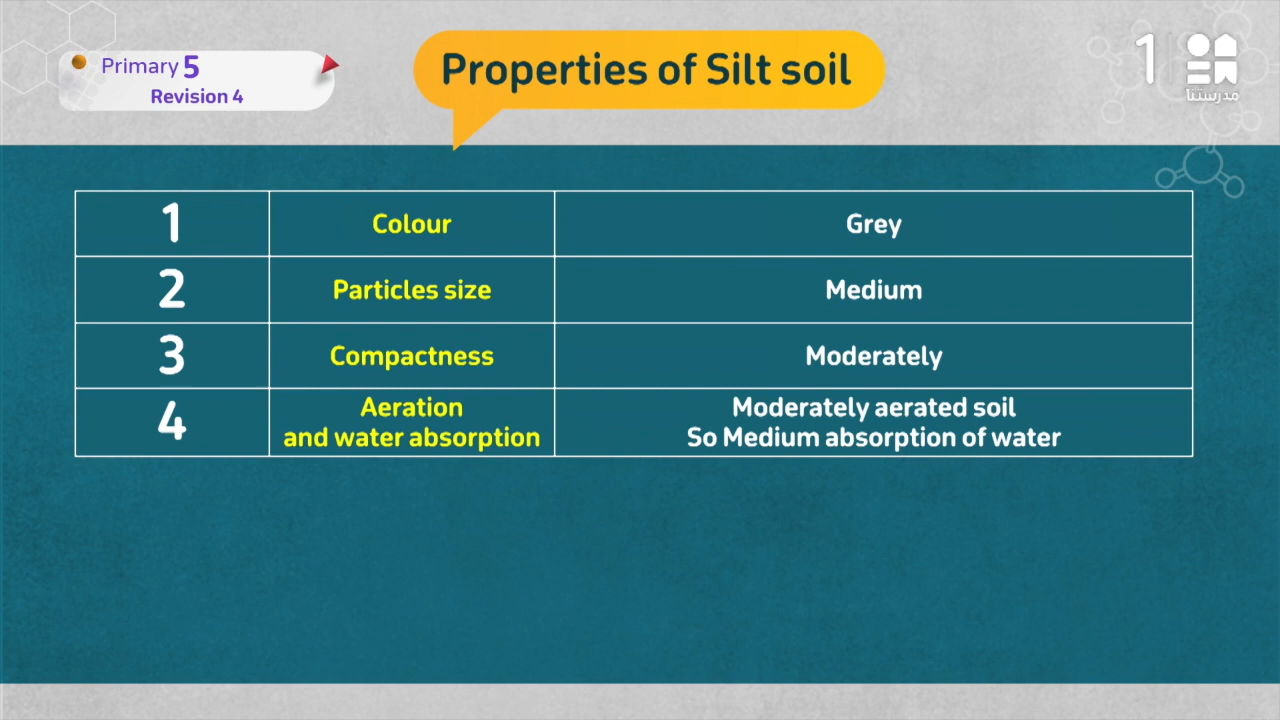 Primary 5
Revision 4
Properties of Silt soil
1
مدرستنا
1 Colour Grey
2 Particles size Medium
3 Compactness Moderately
4 Aeration and water absorption Moderately aerated soil
So Medium absorption of water